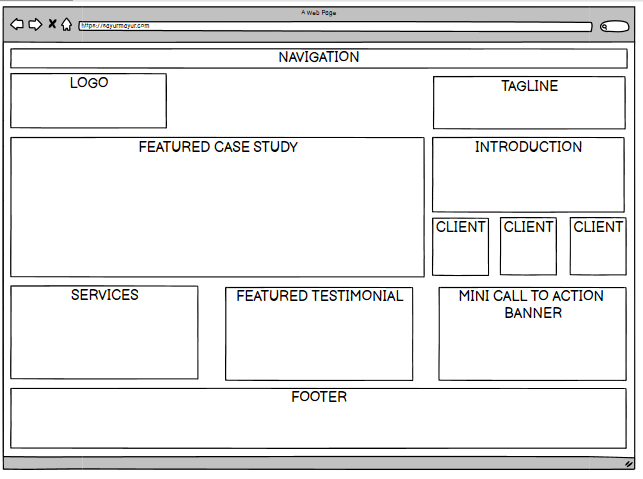 A Web Page
https://sayurmayur.com
NAVIGATION
LOGO
TAGLINE
FEATURED CASE STUDY
INTRODUCTION
CLIENT
CLIENT
CLIENT
SERVICES
FEATURED TESTIMONIAL
MINI CALL TO ACTION
BANNER
FOOTER